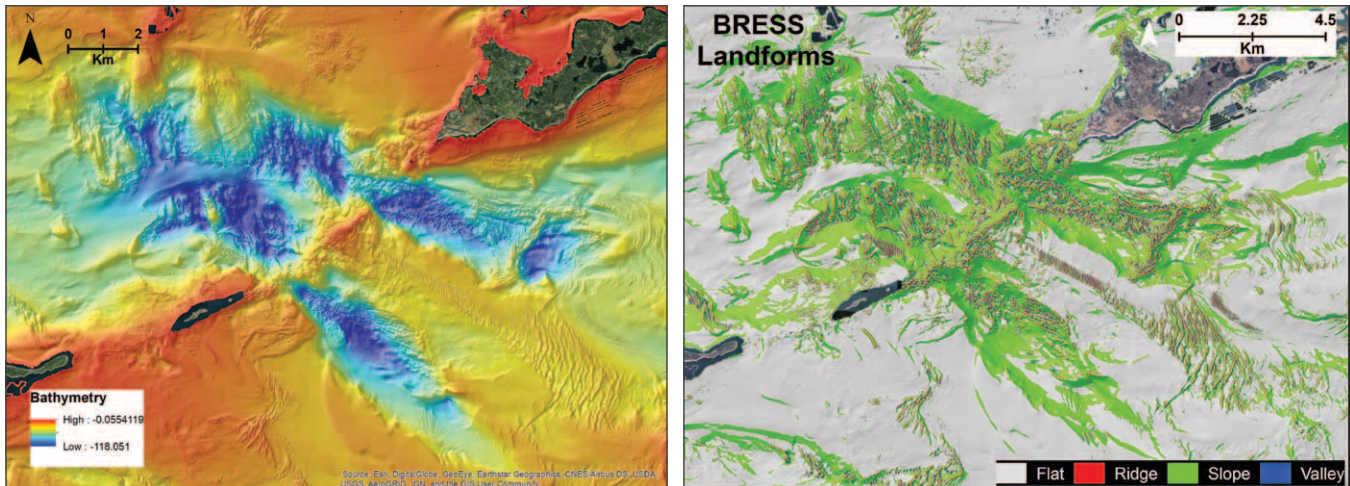 N
0 1 2
Km
Bathymetry
High : -0.0554119
Low : -118.051
Source: Esri, DigitalGlobe, GeoEye, Earthstar Geographics, CNES/Airbus DS, USDA,
USGS, AeroGRID, IGN, and the GIS User Community
BRESS
Landforms
0 2.25 4.5
Km
Flat Ridge Slope Valley